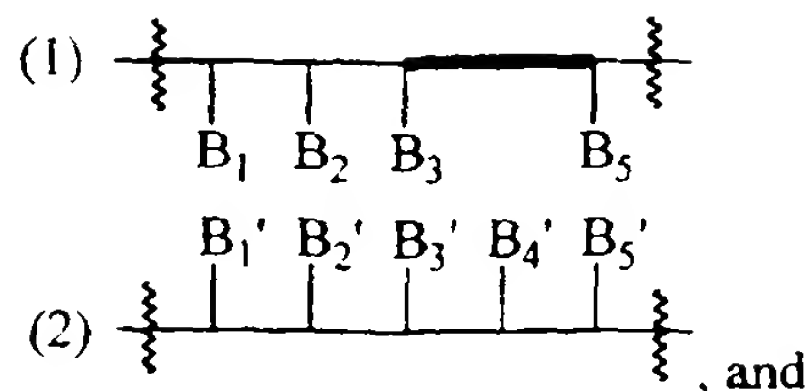 (1)
B₁ B₂ B₃ B₅
B₁' B₂' B₃' B₄' B₅'
(2)
, and